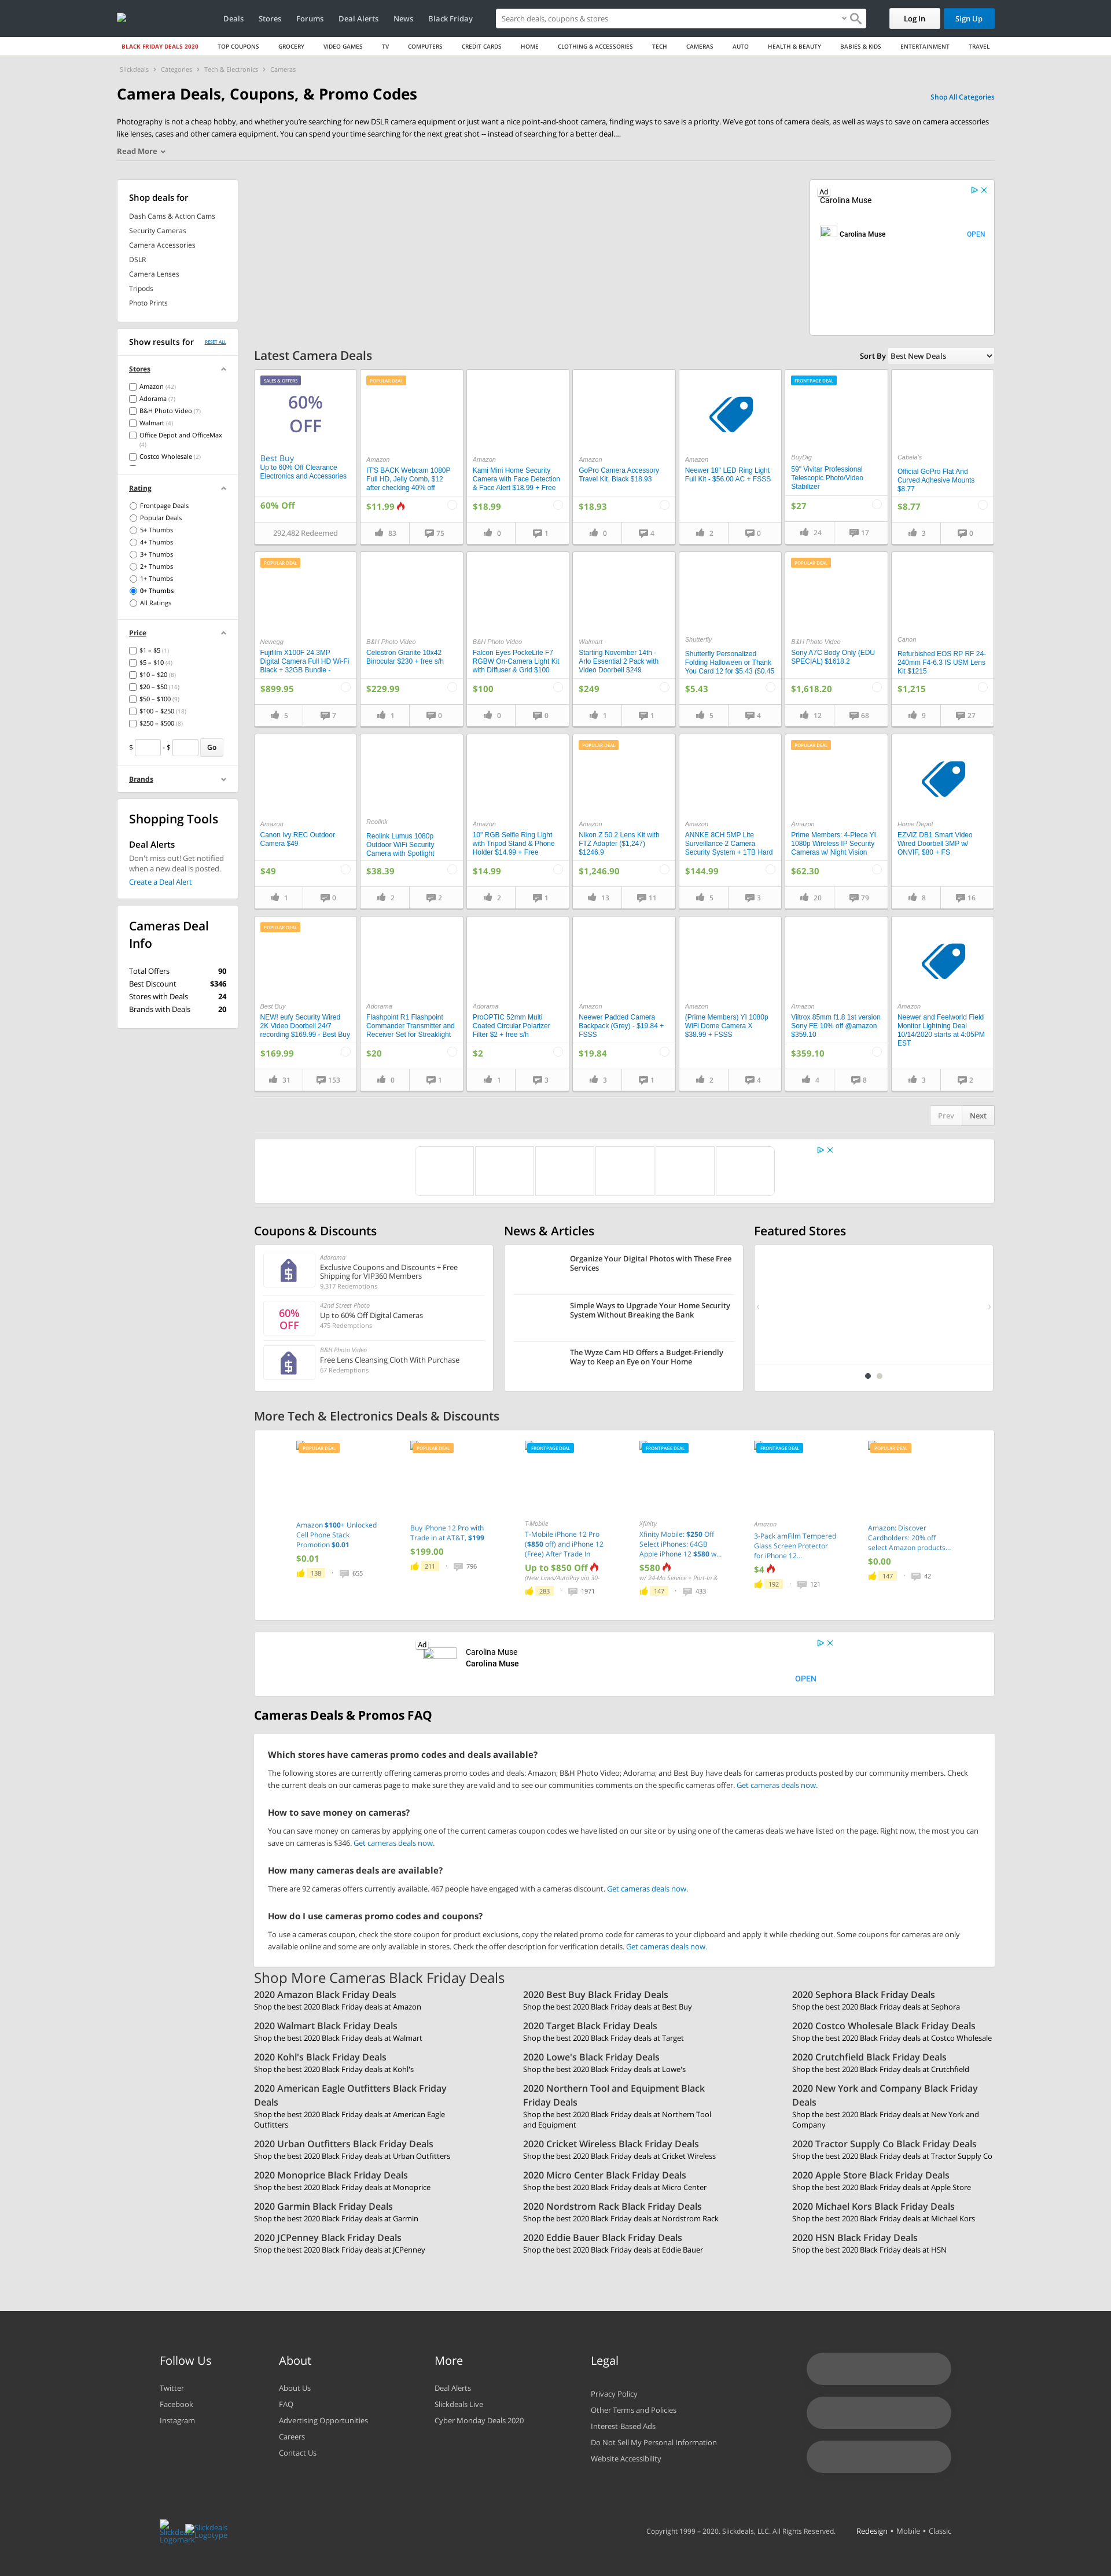 Deals Stores Forums Deal Alerts News Black Friday
Search deals, coupons & stores
Log In
Sign Up
BLACK FRIDAY DEALS 2020 TOP COUPONS GROCERY VIDEO GAMES TV COMPUTERS CREDIT CARDS HOME CLOTHING & ACCESSORIES TECH CAMERAS AUTO HEALTH & BEAUTY BABIES & KIDS ENTERTAINMENT TRAVEL
Slickdeals › Categories › Tech & Electronics › Cameras
Camera Deals, Coupons, & Promo Codes
Shop All Categories
Photography is not a cheap hobby, and whether you're searching for new DSLR camera equipment or just want a nice point-and-shoot camera, finding ways to save is a priority. We've got tons of camera deals, as well as ways to save on camera accessories
like lenses, cases and other camera equipment. You can spend your time searching for the next great shot -- instead of searching for a better deal....
Read More
Shop deals for
Dash Cams & Action Cams
Security Cameras
Camera Accessories
DSLR
Camera Lenses
Tripods
Photo Prints
Ad
Carolina Muse
Carolina Muse
OPEN
Show results for
RESET ALL
Stores
Amazon (42)
Adorama (7)
B&H Photo Video (7)
Walmart (4)
Office Depot and OfficeMax
(4)
Costco Wholesale (2)
Rating
Frontpage Deals
Popular Deals
5+ Thumbs
4+ Thumbs
3+ Thumbs
2+ Thumbs
1+ Thumbs
0+ Thumbs
All Ratings
Price
$1 – $5 (1)
$5 – $10 (4)
$10 – $20 (8)
$20 – $50 (16)
$50 – $100 (9)
$100 – $250 (18)
$250 – $500 (8)
$ - $ Go
Brands
Shopping Tools
Deal Alerts
Don't miss out! Get notified
when a new deal is posted.
Create a Deal Alert
Cameras Deal
Info
Total Offers 90
Best Discount $346
Stores with Deals 24
Brands with Deals 20
Latest Camera Deals
Sort By Best New Deals
SALES & OFFERS
60%
OFF
Best Buy
Up to 60% Off Clearance
Electronics and Accessories
60% Off
292,482 Redeemed
POPULAR DEAL
Amazon
IT'S BACK Webcam 1080P
Full HD, Jelly Comb, $12
after checking 40% off
$11.99
83 75
Amazon
Kami Mini Home Security
Camera with Face Detection
& Face Alert $18.99 + Free
$18.99
0 1
Amazon
GoPro Camera Accessory
Travel Kit, Black $18.93
$18.93
0 4
Amazon
Neewer 18" LED Ring Light
Full Kit - $56.00 AC + FSSS
2 0
FRONTPAGE DEAL
BuyDig
59" Vivitar Professional
Telescopic Photo/Video
Stabilizer
$27
24 17
Cabela's
Official GoPro Flat And
Curved Adhesive Mounts
$8.77
$8.77
3 0
POPULAR DEAL
Newegg
Fujifilm X100F 24.3MP
Digital Camera Full HD Wi-Fi
Black + 32GB Bundle -
$899.95
5 7
B&H Photo Video
Celestron Granite 10x42
Binocular $230 + free s/h
$229.99
1 0
B&H Photo Video
Falcon Eyes PockeLite F7
RGBW On-Camera Light Kit
with Diffuser & Grid $100
$100
0 0
Walmart
Starting November 14th -
Arlo Essential 2 Pack with
Video Doorbell $249
$249
1 1
Shutterfly
Shutterfly Personalized
Folding Halloween or Thank
You Card 12 for $5.43 ($0.45
$5.43
5 4
POPULAR DEAL
B&H Photo Video
Sony A7C Body Only (EDU
SPECIAL) $1618.2
$1,618.20
12 68
Canon
Refurbished EOS RP RF 24-
240mm F4-6.3 IS USM Lens
Kit $1215
$1,215
9 27
Amazon
Canon Ivy REC Outdoor
Camera $49
$49
1 0
Reolink
Reolink Lumus 1080p
Outdoor WiFi Security
Camera with Spotlight
$38.39
2 2
Amazon
10" RGB Selfie Ring Light
with Tripod Stand & Phone
Holder $14.99 + Free
$14.99
2 1
POPULAR DEAL
Amazon
Nikon Z 50 2 Lens Kit with
FTZ Adapter ($1,247)
$1246.9
$1,246.90
13 11
Amazon
ANNKE 8CH 5MP Lite
Surveillance 2 Camera
Security System + 1TB Hard
$144.99
5 3
POPULAR DEAL
Amazon
Prime Members: 4-Piece YI
1080p Wireless IP Security
Cameras w/ Night Vision
$62.30
20 79
Home Depot
EZVIZ DB1 Smart Video
Wired Doorbell 3MP w/
ONVIF, $80 + FS
8 16
POPULAR DEAL
Best Buy
NEW! eufy Security Wired
2K Video Doorbell 24/7
recording $169.99 - Best Buy
$169.99
31 153
Adorama
Flashpoint R1 Flashpoint
Commander Transmitter and
Receiver Set for Streaklight
$20
0 1
Adorama
ProOPTIC 52mm Multi
Coated Circular Polarizer
Filter $2 + free s/h
$2
1 3
Amazon
Neewer Padded Camera
Backpack (Grey) - $19.84 +
FSSS
$19.84
3 1
Amazon
(Prime Members) YI 1080p
WiFi Dome Camera X
$38.99 + FSSS
2 4
Amazon
Viltrox 85mm f1.8 1st version
Sony FE 10% off @amazon
$359.10
$359.10
4 8
Amazon
Neewer and Feelworld Field
Monitor Lightning Deal
10/14/2020 starts at 4:05PM
EST
3 2
Prev Next
Coupons & Discounts
Adorama
Exclusive Coupons and Discounts + Free
Shipping for VIP360 Members
9,317 Redemptions
60%
OFF
42nd Street Photo
Up to 60% Off Digital Cameras
475 Redemptions
B&H Photo Video
Free Lens Cleansing Cloth With Purchase
67 Redemptions
News & Articles
Organize Your Digital Photos with These Free
Services
Simple Ways to Upgrade Your Home Security
System Without Breaking the Bank
The Wyze Cam HD Offers a Budget-Friendly
Way to Keep an Eye on Your Home
Featured Stores
More Tech & Electronics Deals & Discounts
POPULAR DEAL
Amazon $100+ Unlocked
Cell Phone Stack
Promotion $0.01
$0.01
138 655
POPULAR DEAL
Buy iPhone 12 Pro with
Trade in at AT&T, $199
$199.00
211 796
FRONTPAGE DEAL
T-Mobile
T-Mobile iPhone 12 Pro
($850 off) and iPhone 12
(Free) After Trade In
Up to $850 Off
(New Lines/AutoPay via 30-
283 1971
FRONTPAGE DEAL
Xfinity
Xfinity Mobile: $250 Off
Select iPhones: 64GB
Apple iPhone 12 $580 w...
$580
w/ 24-Mo Service + Port-In &
147 433
FRONTPAGE DEAL
Amazon
3-Pack amFilm Tempered
Glass Screen Protector
for iPhone 12...
$4
192 121
POPULAR DEAL
Amazon: Discover
Cardholders: 20% off
select Amazon products...
$0.00
147 42
Ad
Carolina Muse
Carolina Muse
OPEN
Cameras Deals & Promos FAQ
Which stores have cameras promo codes and deals available?
The following stores are currently offering cameras promo codes and deals: Amazon; B&H Photo Video; Adorama; and Best Buy have deals for cameras products posted by our community members. Check
the current deals on our cameras page to make sure they are valid and to see our communities comments on the specific cameras offer. Get cameras deals now.
How to save money on cameras?
You can save money on cameras by applying one of the current cameras coupon codes we have listed on our site or by using one of the cameras deals we have listed on the page. Right now, the most you can
save on cameras is $346. Get cameras deals now.
How many cameras deals are available?
There are 92 cameras offers currently available. 467 people have engaged with a cameras discount. Get cameras deals now.
How do I use cameras promo codes and coupons?
To use a cameras coupon, check the store coupon for product exclusions, copy the related promo code for cameras to your clipboard and apply it while checking out. Some coupons for cameras are only
available online and some are only available in stores. Check the offer description for verification details. Get cameras deals now.
Shop More Cameras Black Friday Deals
2020 Amazon Black Friday Deals
Shop the best 2020 Black Friday deals at Amazon
2020 Best Buy Black Friday Deals
Shop the best 2020 Black Friday deals at Best Buy
2020 Sephora Black Friday Deals
Shop the best 2020 Black Friday deals at Sephora
2020 Walmart Black Friday Deals
Shop the best 2020 Black Friday deals at Walmart
2020 Target Black Friday Deals
Shop the best 2020 Black Friday deals at Target
2020 Costco Wholesale Black Friday Deals
Shop the best 2020 Black Friday deals at Costco Wholesale
2020 Kohl's Black Friday Deals
Shop the best 2020 Black Friday deals at Kohl's
2020 Lowe's Black Friday Deals
Shop the best 2020 Black Friday deals at Lowe's
2020 Crutchfield Black Friday Deals
Shop the best 2020 Black Friday deals at Crutchfield
2020 American Eagle Outfitters Black Friday
Deals
Shop the best 2020 Black Friday deals at American Eagle
Outfitters
2020 Northern Tool and Equipment Black
Friday Deals
Shop the best 2020 Black Friday deals at Northern Tool
and Equipment
2020 New York and Company Black Friday
Deals
Shop the best 2020 Black Friday deals at New York and
Company
2020 Urban Outfitters Black Friday Deals
Shop the best 2020 Black Friday deals at Urban Outfitters
2020 Cricket Wireless Black Friday Deals
Shop the best 2020 Black Friday deals at Cricket Wireless
2020 Tractor Supply Co Black Friday Deals
Shop the best 2020 Black Friday deals at Tractor Supply Co
2020 Monoprice Black Friday Deals
Shop the best 2020 Black Friday deals at Monoprice
2020 Micro Center Black Friday Deals
Shop the best 2020 Black Friday deals at Micro Center
2020 Apple Store Black Friday Deals
Shop the best 2020 Black Friday deals at Apple Store
2020 Garmin Black Friday Deals
Shop the best 2020 Black Friday deals at Garmin
2020 Nordstrom Rack Black Friday Deals
Shop the best 2020 Black Friday deals at Nordstrom Rack
2020 Michael Kors Black Friday Deals
Shop the best 2020 Black Friday deals at Michael Kors
2020 JCPenney Black Friday Deals
Shop the best 2020 Black Friday deals at JCPenney
2020 Eddie Bauer Black Friday Deals
Shop the best 2020 Black Friday deals at Eddie Bauer
2020 HSN Black Friday Deals
Shop the best 2020 Black Friday deals at HSN
Follow Us
Twitter
Facebook
Instagram
About
About Us
FAQ
Advertising Opportunities
Careers
Contact Us
More
Deal Alerts
Slickdeals Live
Cyber Monday Deals 2020
Legal
Privacy Policy
Other Terms and Policies
Interest-Based Ads
Do Not Sell My Personal Information
Website Accessibility
Slickdeals
Logomark
Slickdeals
Logotype
Copyright 1999 – 2020. Slickdeals, LLC. All Rights Reserved.
Redesign • Mobile • Classic